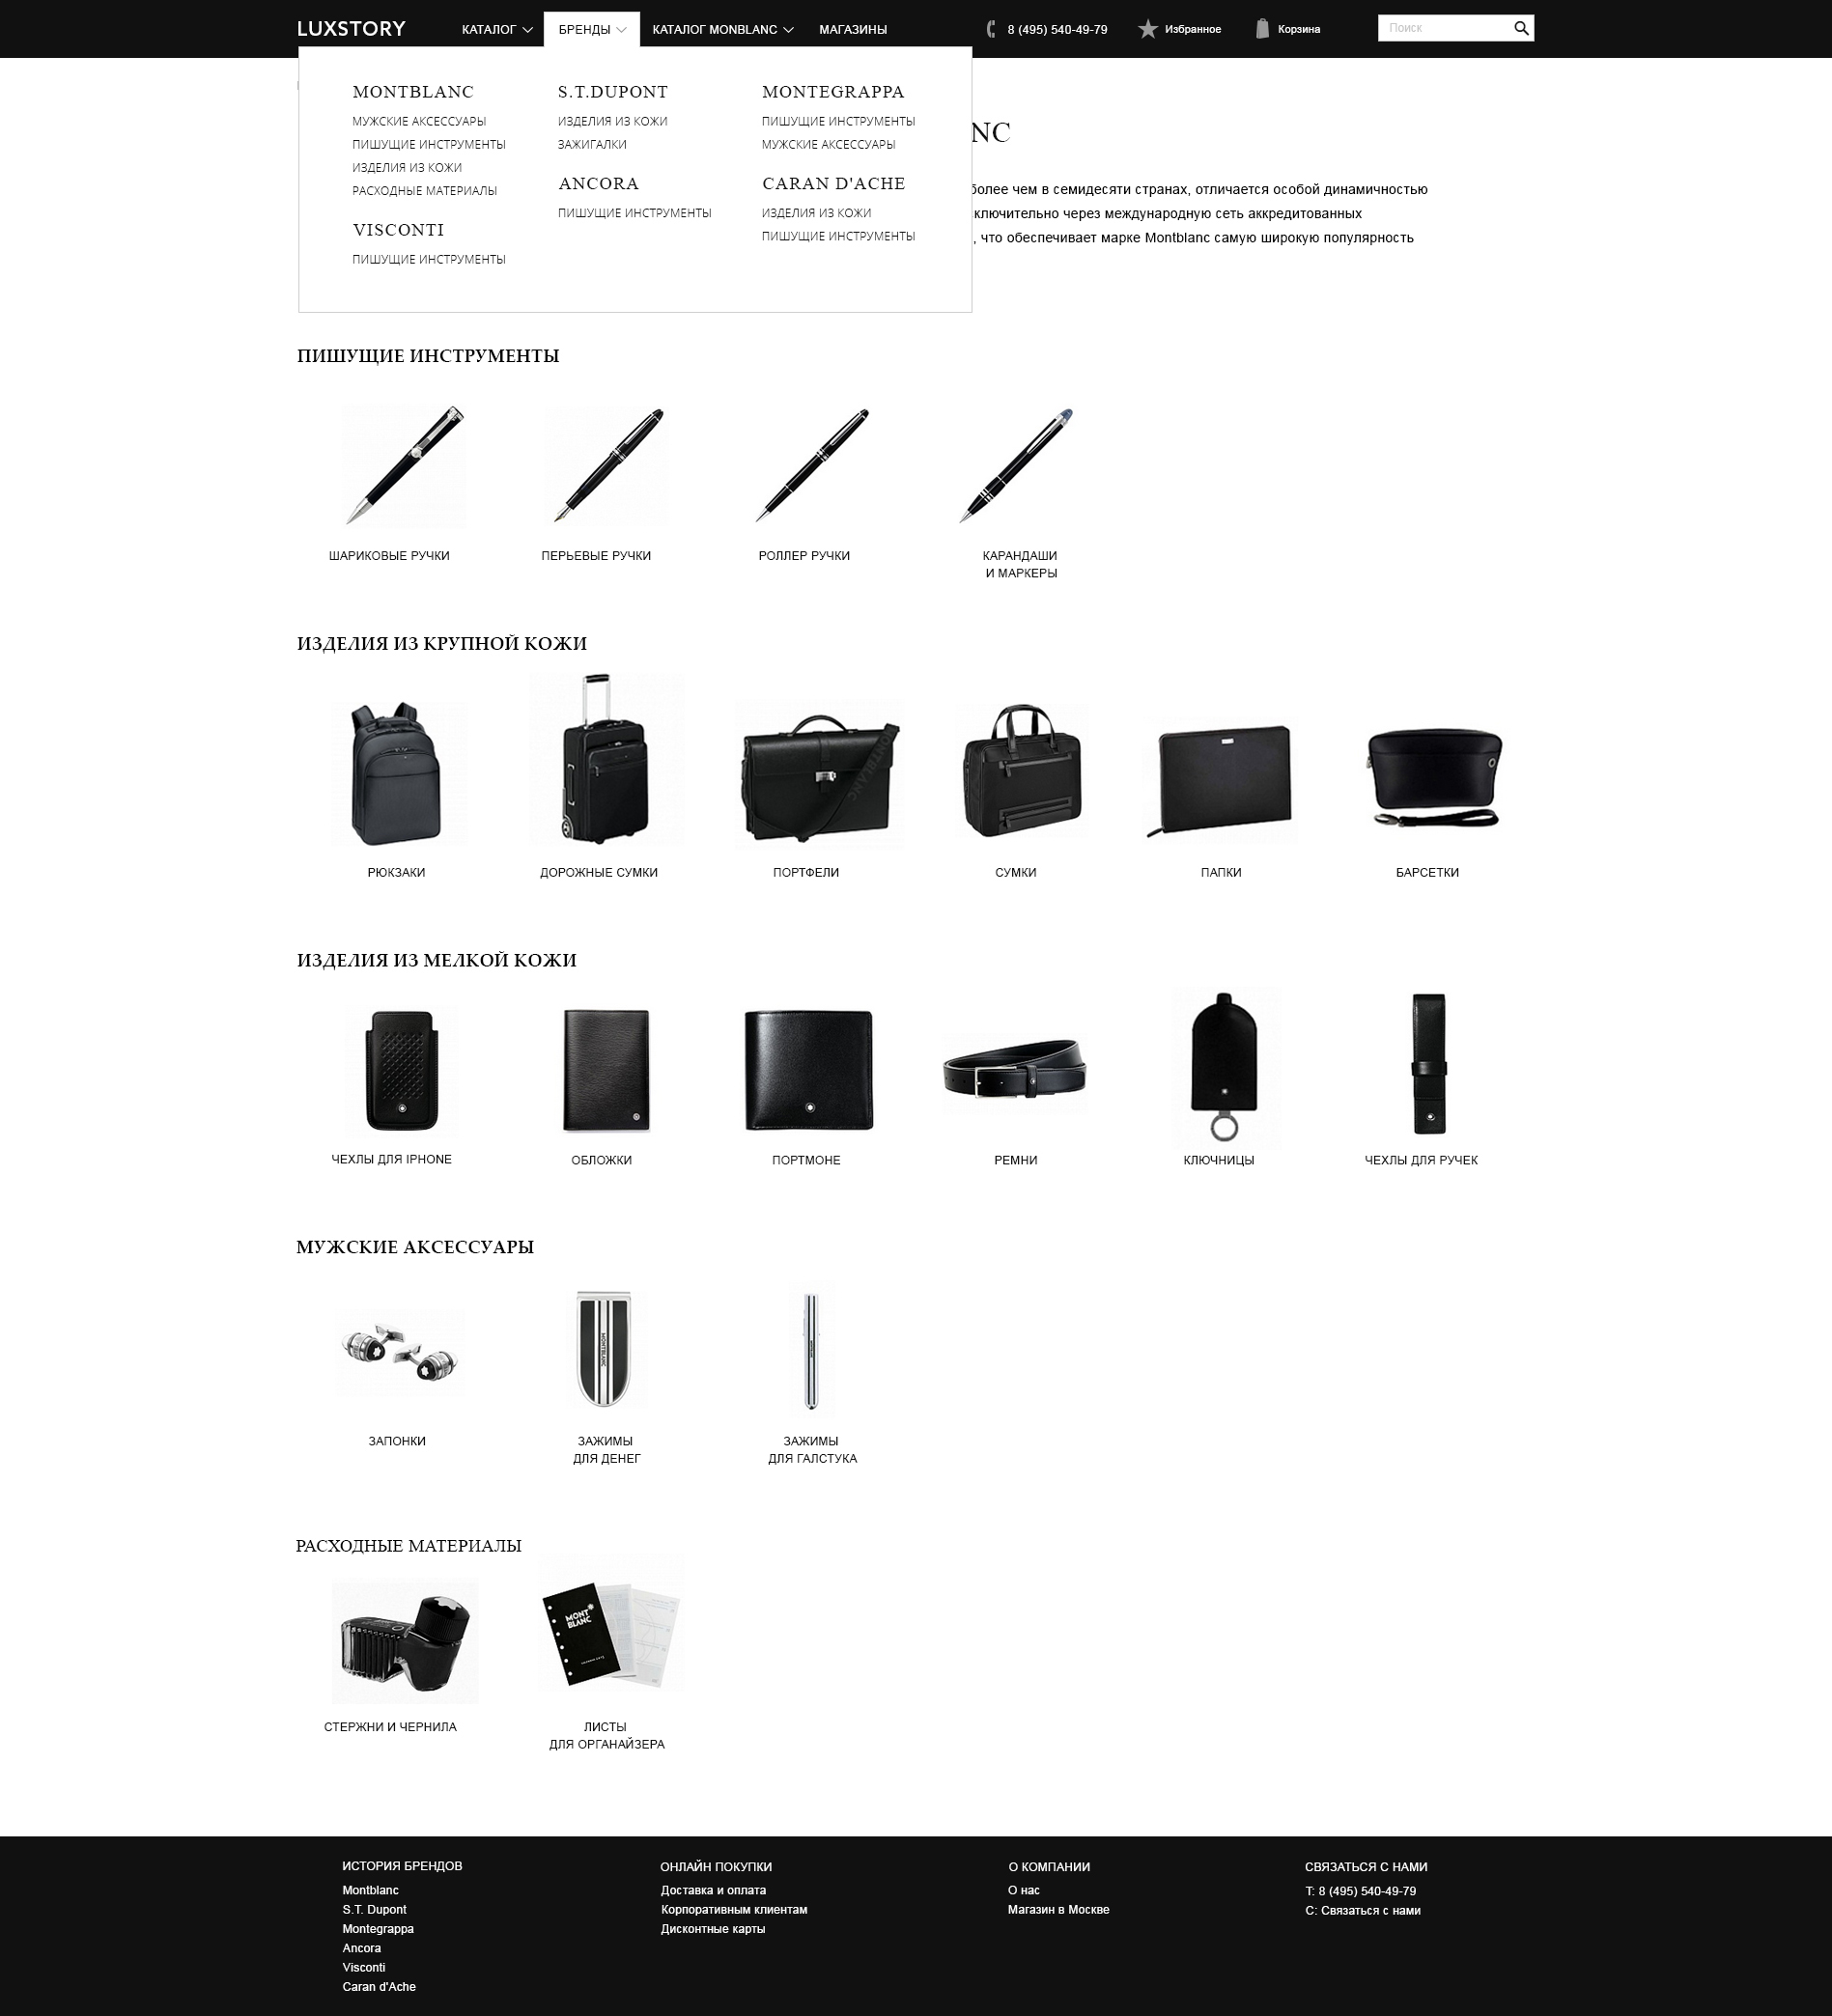 LUXSTORY
КАТАЛОГ
БРЕНДЫ
КАТАЛОГ MONBLANC
МАГАЗИНЫ
8 (495) 540-49-79
Избранное
Корзина
Поиск
MONTBLANC
МУЖСКИЕ АКСЕССУАРЫ
ПИШУЩИЕ ИНСТРУМЕНТЫ
ИЗДЕЛИЯ ИЗ КОЖИ
РАСХОДНЫЕ МАТЕРИАЛЫ
VISCONTI
ПИШУЩИЕ ИНСТРУМЕНТЫ
S.T.DUPONT
ИЗДЕЛИЯ ИЗ КОЖИ
ЗАЖИГАЛКИ
ANCORA
ПИШУЩИЕ ИНСТРУМЕНТЫ
MONTEGRAPPA
ПИШУЩИЕ ИНСТРУМЕНТЫ
МУЖСКИЕ АКСЕССУАРЫ
CARAN D'ACHE
ИЗДЕЛИЯ ИЗ КОЖИ
ПИШУЩИЕ ИНСТРУМЕНТЫ
NC
более чем в семидесяти странах, отличается особой динамичностью
ключительно через международную сеть аккредитованных
, что обеспечивает марке Montblanc самую широкую популярность
ПИШУЩИЕ ИНСТРУМЕНТЫ
ШАРИКОВЫЕ РУЧКИ
ПЕРЬЕВЫЕ РУЧКИ
РОЛЛЕР РУЧКИ
КАРАНДАШИ
И МАРКЕРЫ
ИЗДЕЛИЯ ИЗ КРУПНОЙ КОЖИ
РЮКЗАКИ
ДОРОЖНЫЕ СУМКИ
ПОРТФЕЛИ
СУМКИ
ПАПКИ
БАРСЕТКИ
ИЗДЕЛИЯ ИЗ МЕЛКОЙ КОЖИ
ЧЕХЛЫ ДЛЯ IPHONE
ОБЛОЖКИ
ПОРТМОНЕ
РЕМНИ
КЛЮЧНИЦЫ
ЧЕХЛЫ ДЛЯ РУЧЕК
МУЖСКИЕ АКСЕССУАРЫ
MONTBLANC
ЗАПОНКИ
ЗАЖИМЫ
ДЛЯ ДЕНЕГ
ЗАЖИМЫ
ДЛЯ ГАЛСТУКА
РАСХОДНЫЕ МАТЕРИАЛЫ
MONT
BLANC
СТЕРЖНИ И ЧЕРНИЛА
ЛИСТЫ
ДЛЯ ОРГАНАЙЗЕРА
ИСТОРИЯ БРЕНДОВ
Montblanc
S.T. Dupont
Montegrappa
Ancora
Visconti
Caran d'Ache
ОНЛАЙН ПОКУПКИ
Доставка и оплата
Корпоративным клиентам
Дисконтные карты
О КОМПАНИИ
О нас
Магазин в Москве
СВЯЗАТЬСЯ С НАМИ
Т: 8 (495) 540-49-79
С: Связаться с нами